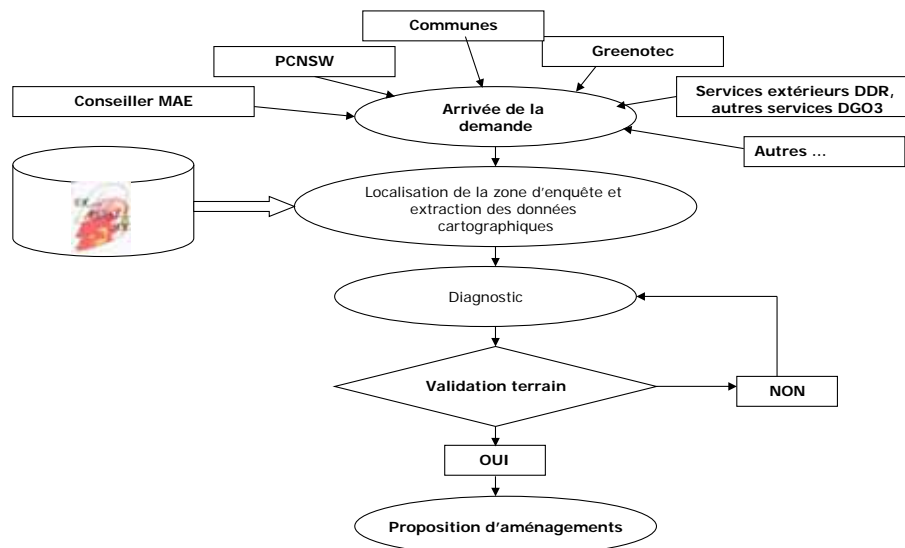 Communes
PCNSW
Greenotec
Conseiller MAE
Services extérieurs DDR,
autres services DGO3
Arrivée de la
demande
Autres ...
Localisation de la zone d'enquête et
extraction des données
cartographiques
Diagnostic
Validation terrain
NON
OUI
Proposition d'aménagements